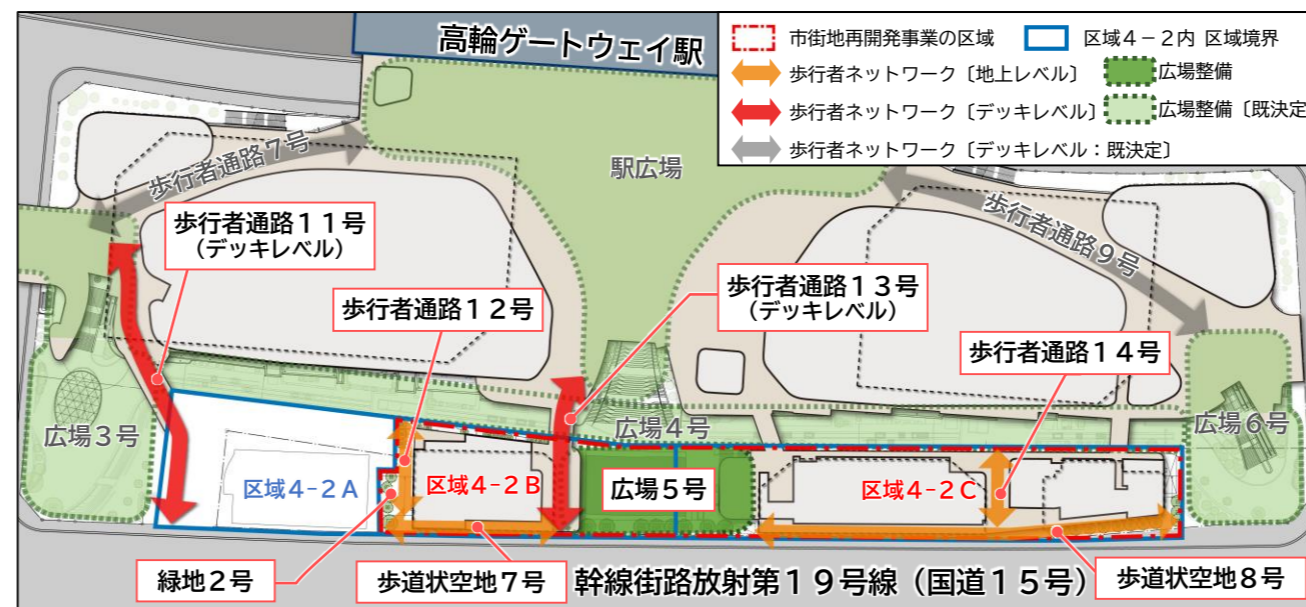 高輪ゲートウェイ駅
市街地再開発事業の区域
区域4-2内 区域境界
歩行者ネットワーク〔地上レベル〕
広場整備
歩行者ネットワーク〔デッキレベル〕
広場整備〔既決定
歩行者ネットワーク〔デッキレベル：既決定〕
歩行者通路7号
駅広場
歩行者通路9号
歩行者通路11号
(デッキレベル)
歩行者通路12号
歩行者通路13号
(デッキレベル)
歩行者通路14号
広場3号
広場4号
広場6号
区域4-2A
区域4-2B
広場5号
区域4-2C
緑地2号
歩道状空地7号
幹線街路放射第19号線（国道15号）
歩道状空地8号